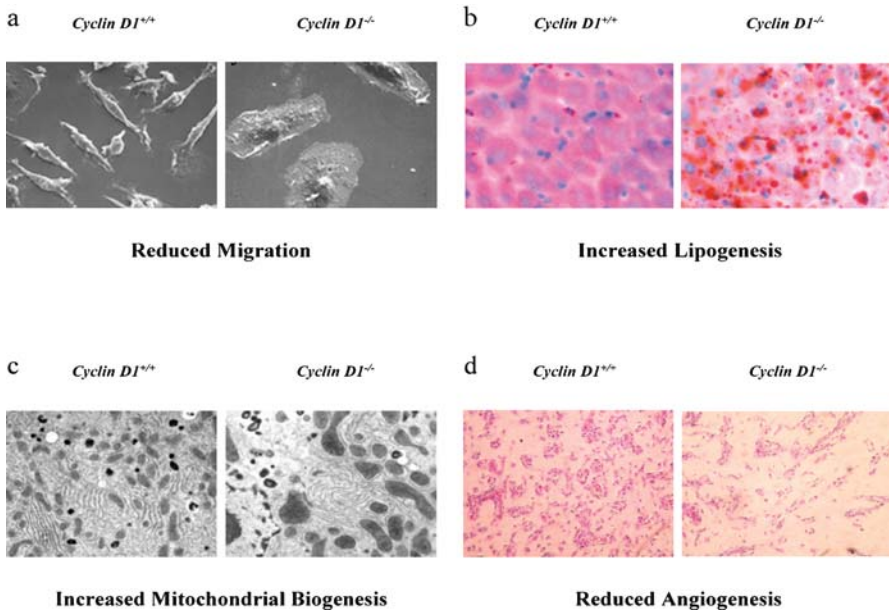 a
Cyclin D1+/+ Cyclin D1-/-
b
Cyclin D1+/+ Cyclin D1-/-
Reduced Migration
Increased Lipogenesis
c
Cyclin D1+/+ Cyclin D1-/-
d
Cyclin D1+/+ Cyclin D1-/-
Increased Mitochondrial Biogenesis
Reduced Angiogenesis